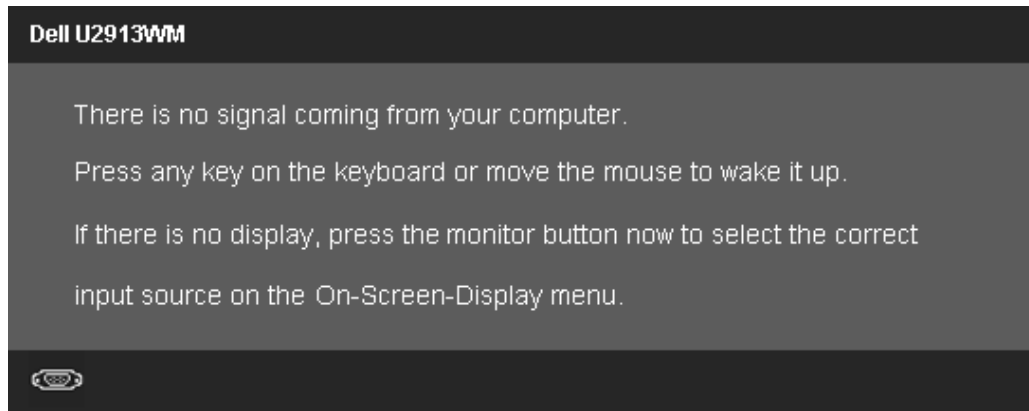 Dell U2913WM
There is no signal coming from your computer.
Press any key on the keyboard or move the mouse to wake it up.
If there is no display, press the monitor button now to select the correct
input source on the On-Screen-Display menu.